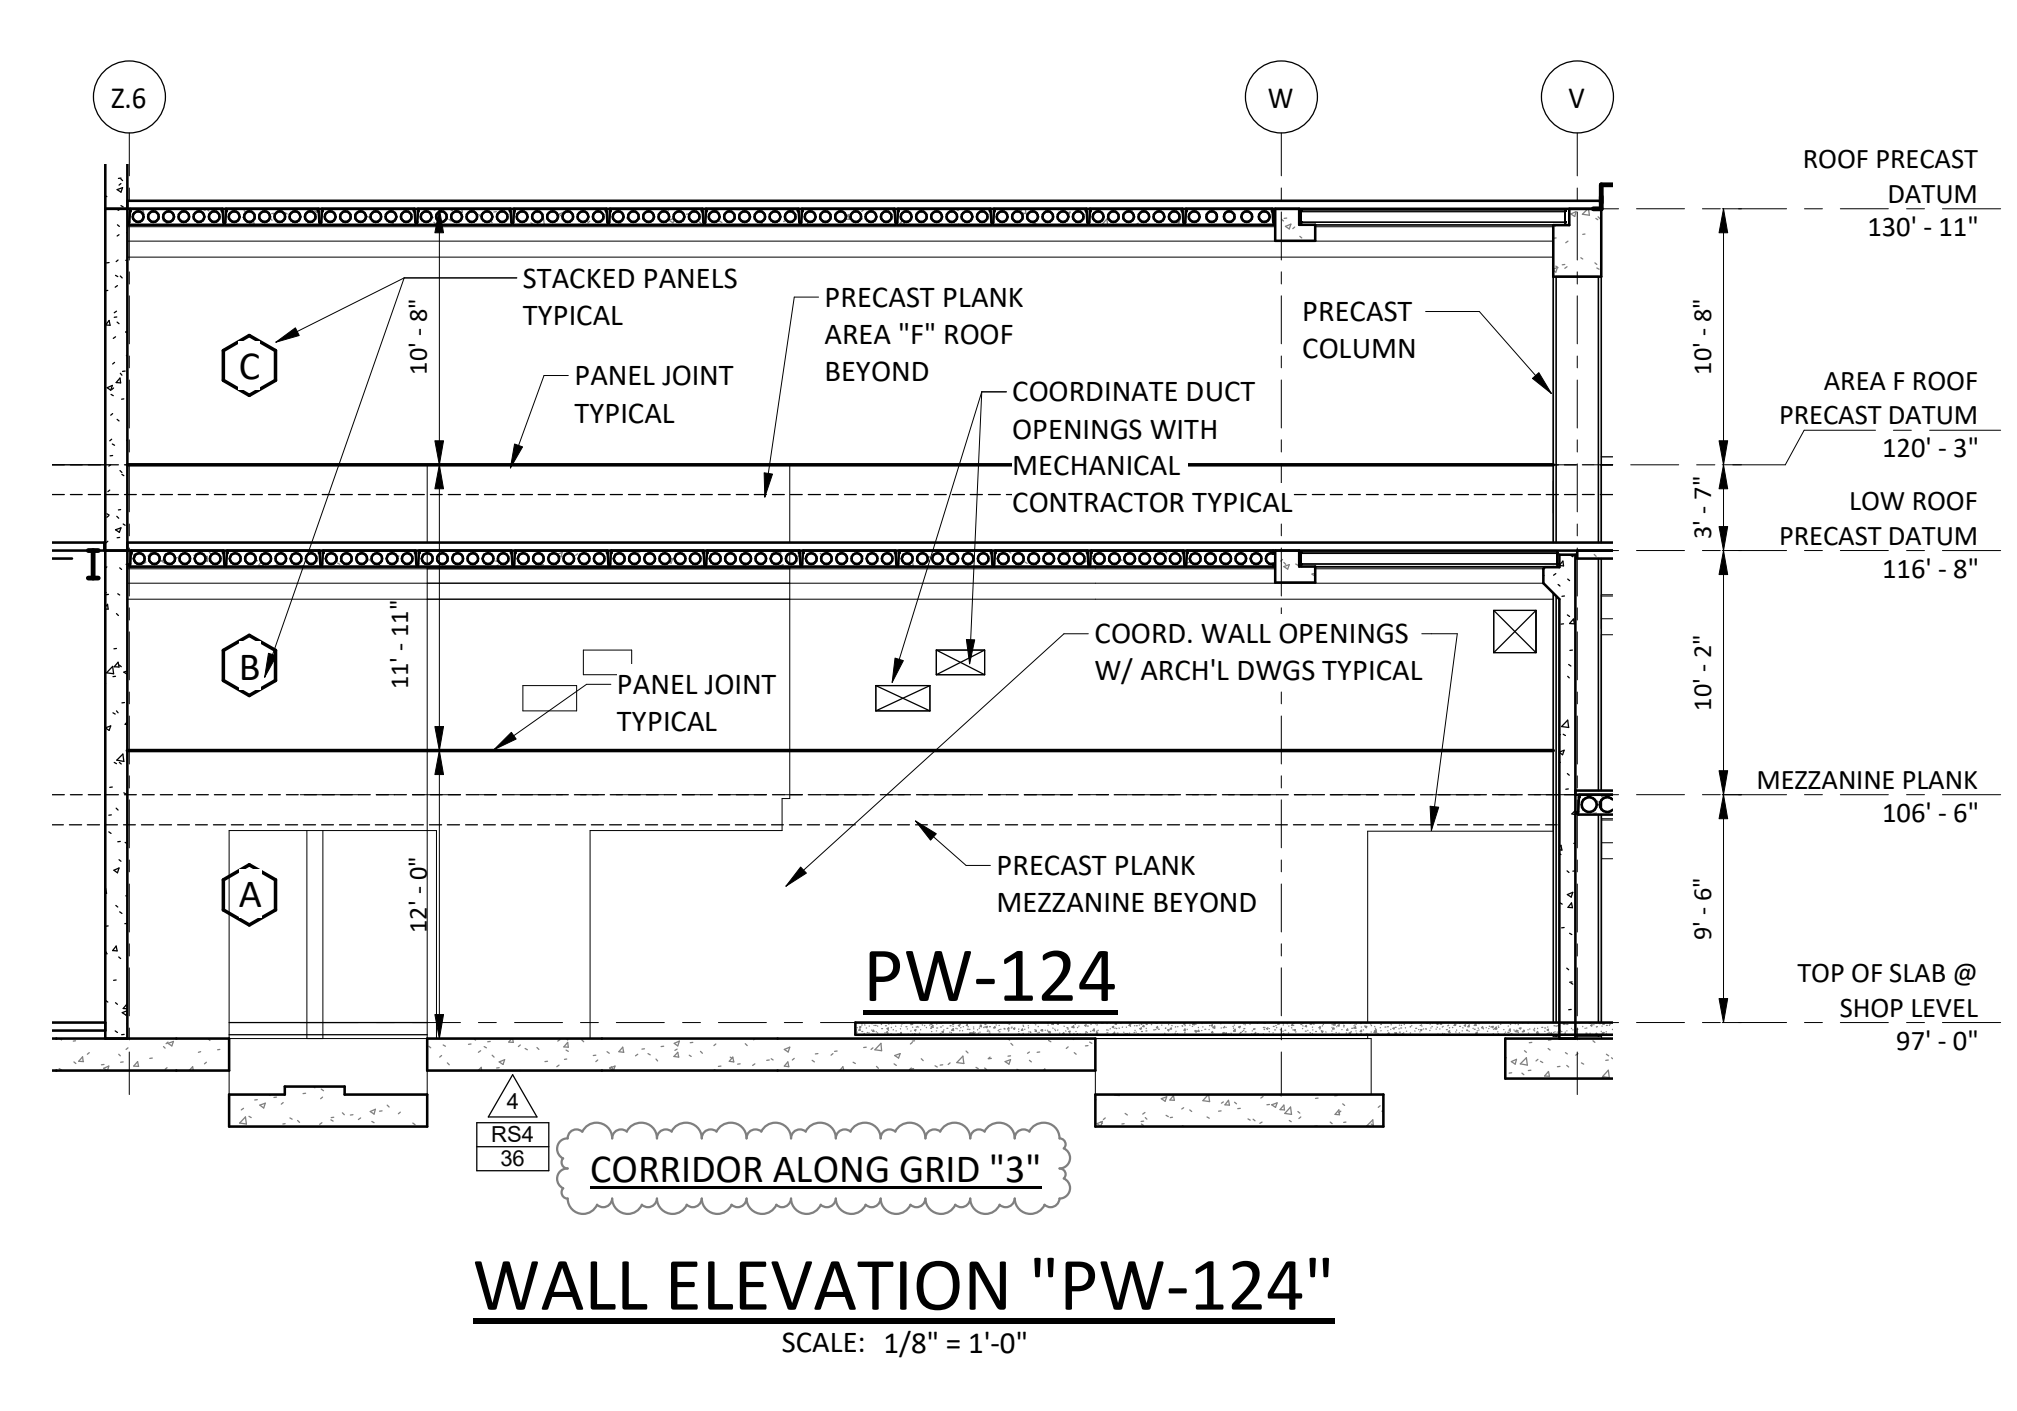 Z.6
W
V
ROOF PRECAST
DATUM
130' - 11"
STACKED PANELS
TYPICAL
PRECAST PLANK
AREA "F" ROOF
BEYOND
PRECAST
COLUMN
10' - 8"
10' - 8"
C
PANEL JOINT
TYPICAL
COORDINATE DUCT
OPENINGS WITH
MECHANICAL
CONTRACTOR TYPICAL
AREA F ROOF
PRECAST DATUM
120' - 3"
3' - 7"
LOW ROOF
PRECAST DATUM
116' - 8"
11' - 11"
B
PANEL JOINT
TYPICAL
COORD. WALL OPENINGS
W/ ARCH'L DWGS TYPICAL
10' - 2"
MEZZANINE PLANK
106' - 6"
A
12' - 0"
PRECAST PLANK
MEZZANINE BEYOND
9' - 6"
PW-124
TOP OF SLAB @
SHOP LEVEL
97' - 0"
4
RS4
36
CORRIDOR ALONG GRID "3"
WALL ELEVATION "PW-124"
SCALE: 1/8" = 1'-0"